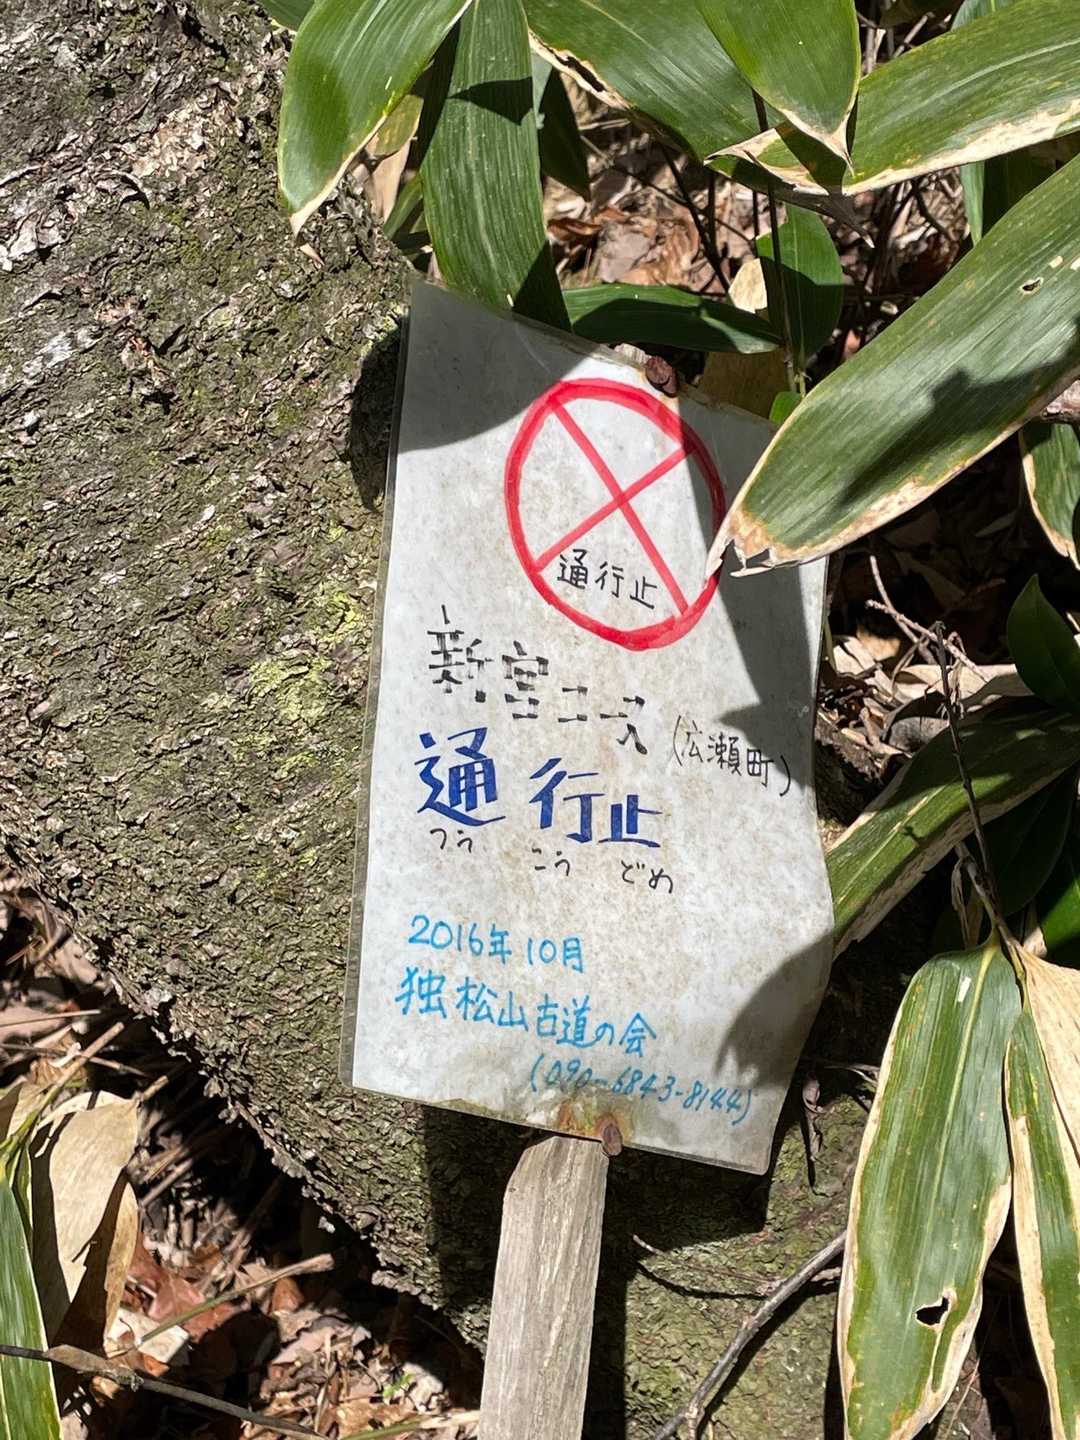 通行止
新宮コース
(広瀬町)
通行止
つう こう どめ
2016年10月
独松山古道の会
(090-6843-8144)